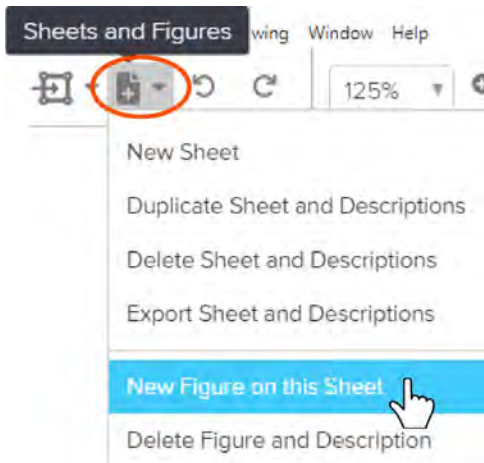 Sheets and Figures wing Window Help
125%
New Sheet
Duplicate Sheet and Descriptions
Delete Sheet and Descriptions
Export Sheet and Descriptions
New Figure on this Sheet
Delete Figure and Description